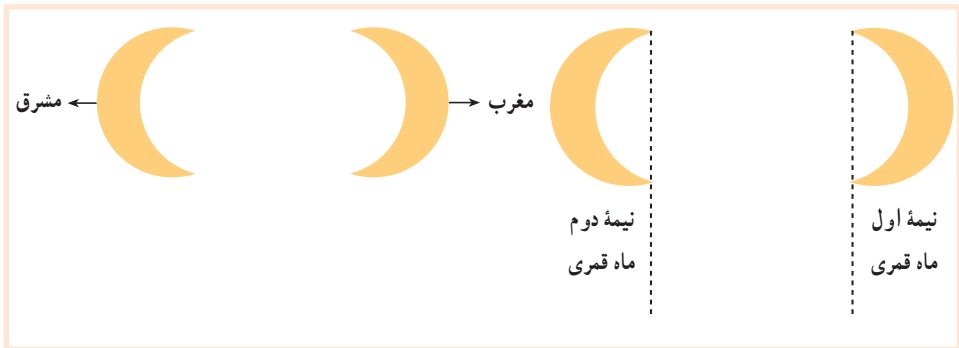 مغرب
مشرق
نیمهٔ اول
ماه قمری
نیمهٔ دوم
ماه قمری